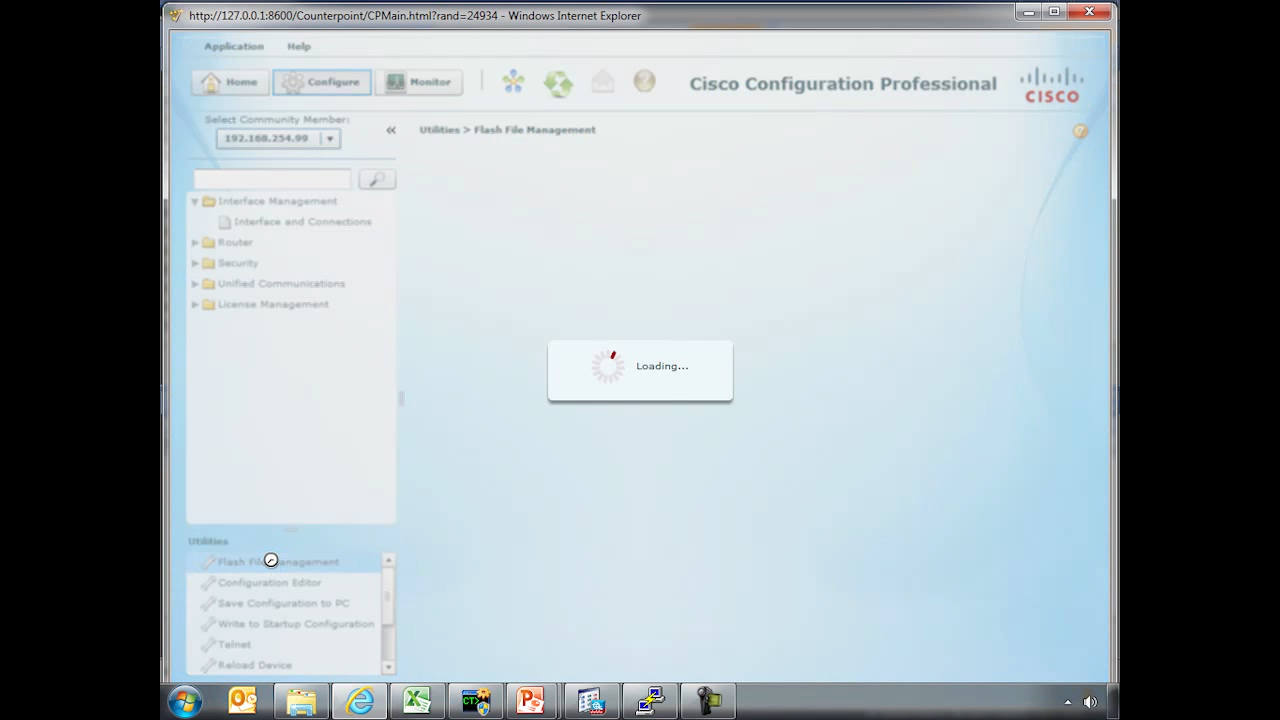 http://127.0.0.1:8600/Counterpoint/CPMain.html?rand=24934 - Windows Internet Explorer
Application Help
Home Configure Monitor Cisco Configuration Professional CISCO
Select Community Member:
192.168.254.99
Utilities > Flash File Management
Interface Management
Interface and Connections
Router
Security
Unified Communications
License Management
Loading...
Utilities
Flash File Management
Configuration Editor
Save Configuration to PC
Write to Startup Configuration
Telnet
Reload Device